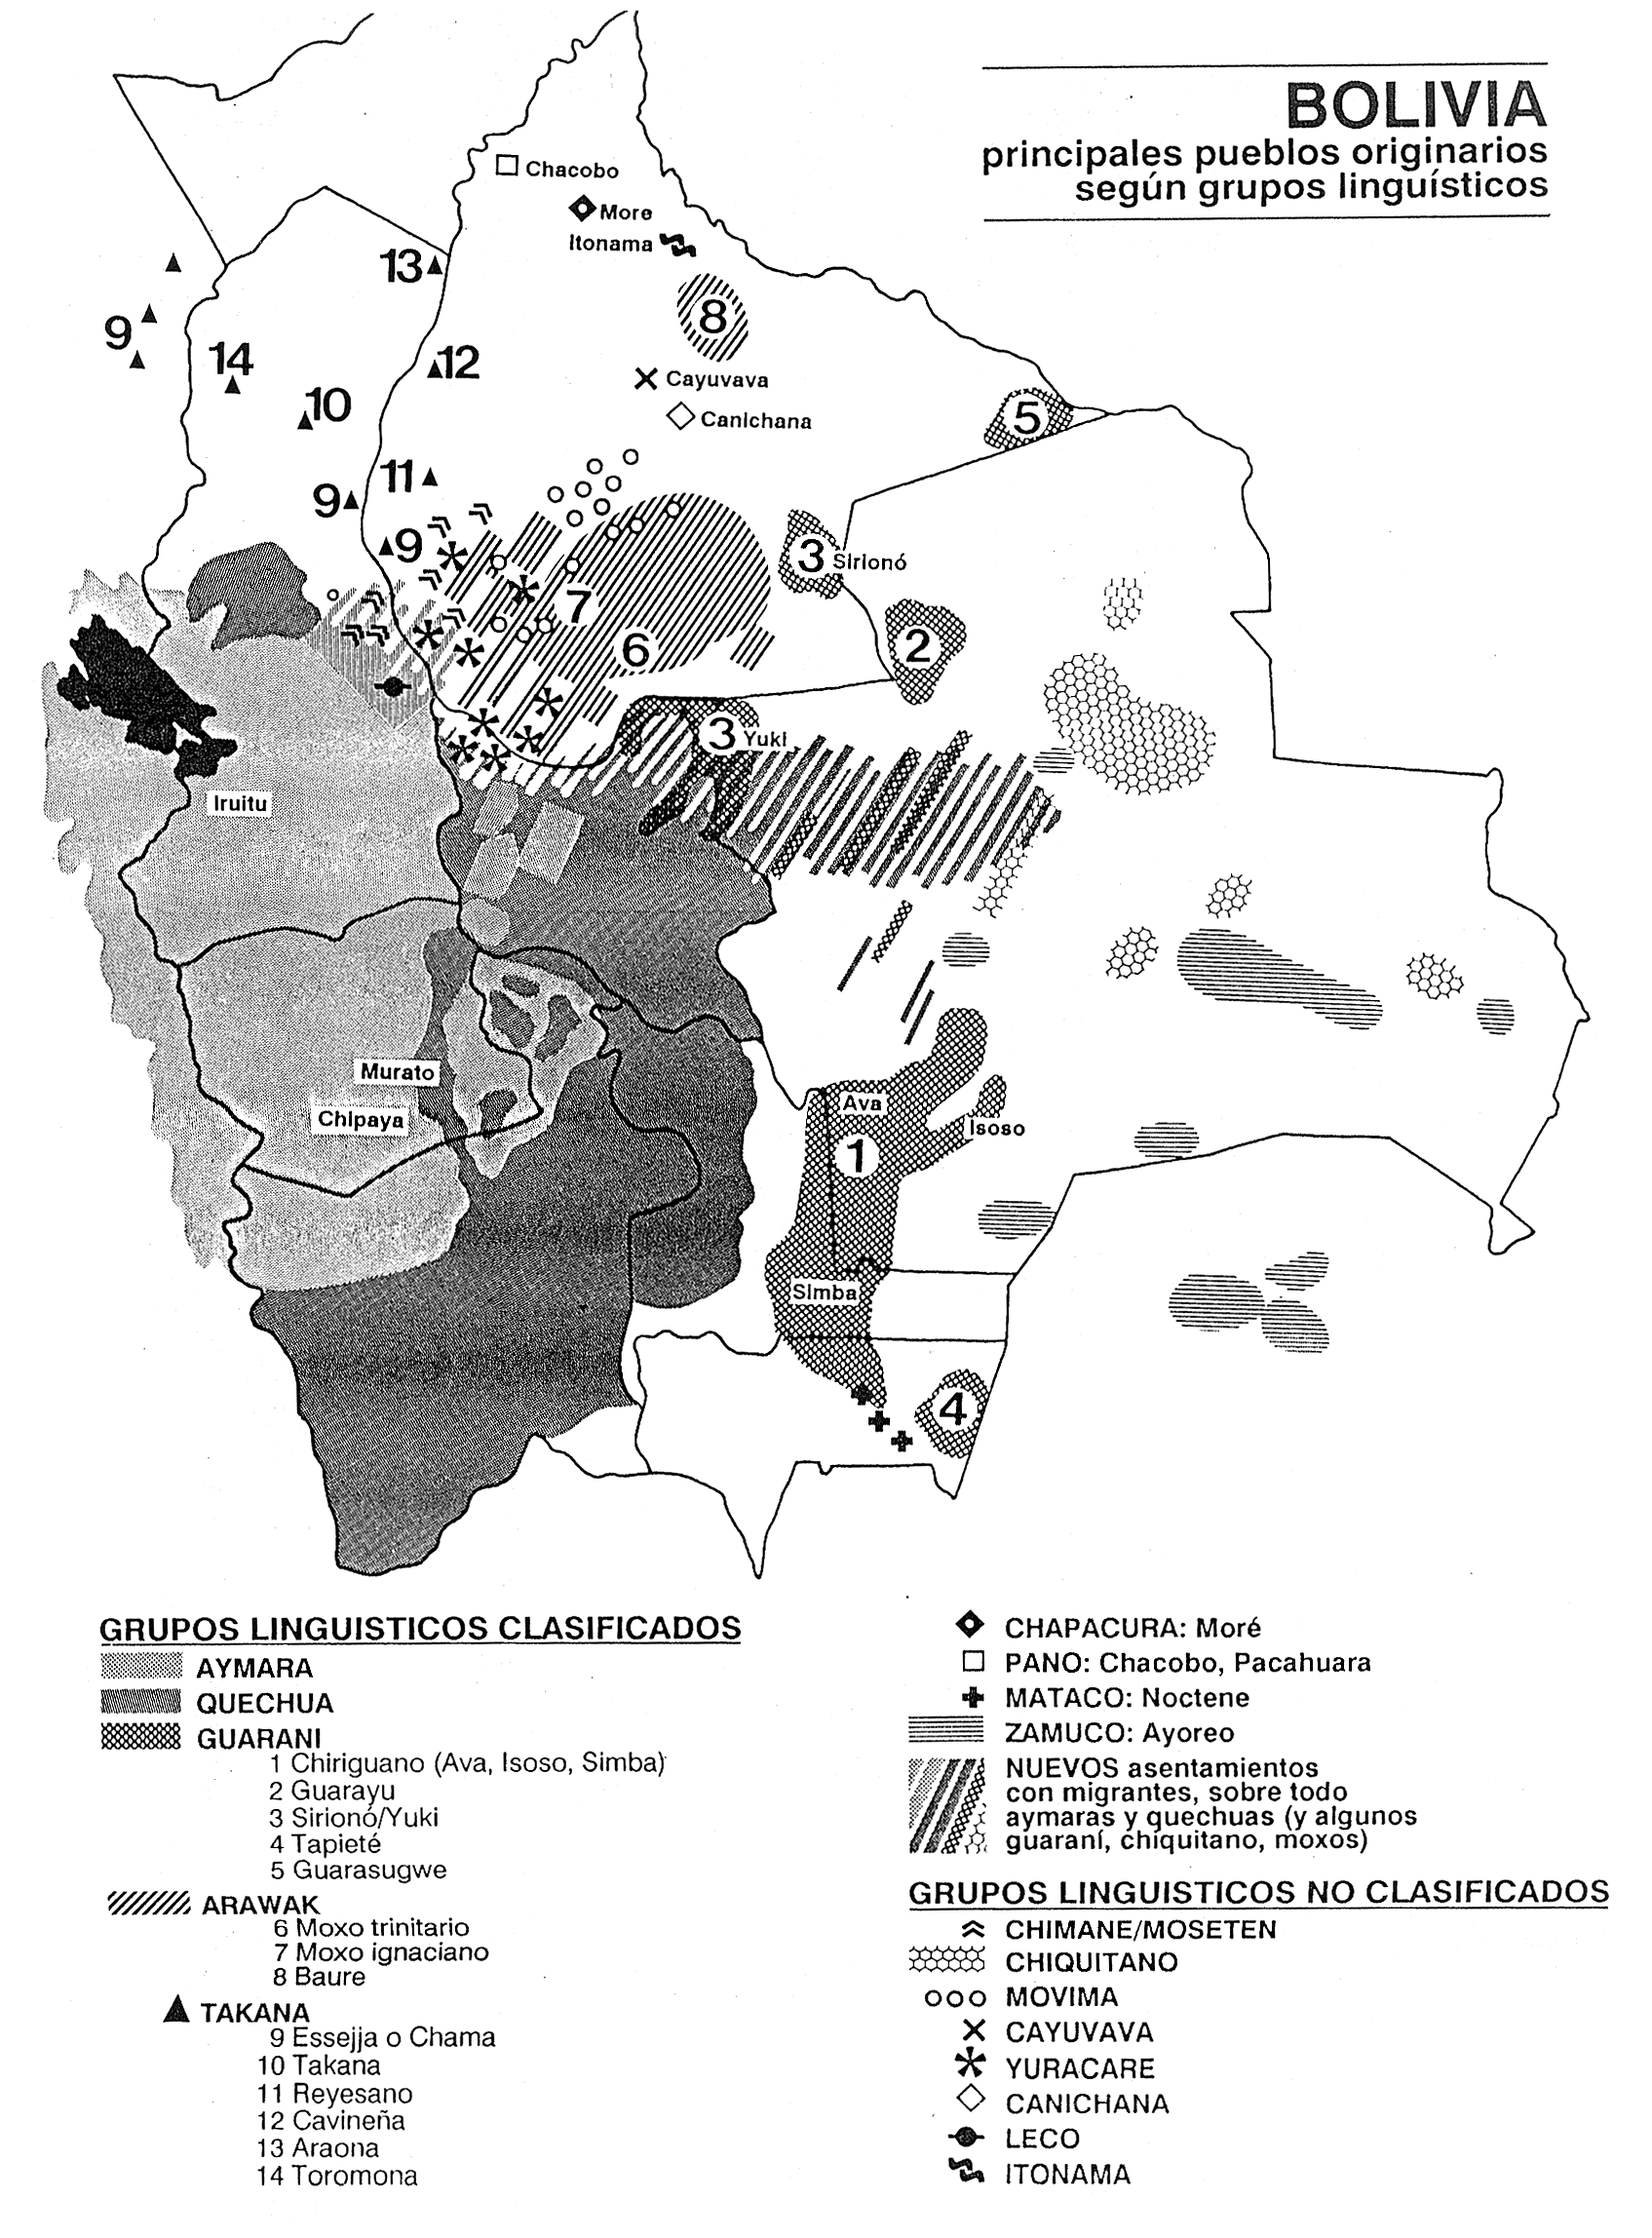 BOLIVIA
principales pueblos originarios
según grupos linguísticos
Chacobo
More
Itonama
13
8
9
14
12
10
Cayuvava
Canichana
5
11
9
9
3 Sirionó
7
6
2
3 Yuki
Iruitu
Murato
Chipaya
Ava
Isoso
1
Simba
4
GRUPOS LINGUISTICOS CLASIFICADOS
AYMARA
QUECHUA
GUARANI
1 Chiriguano (Ava, Isoso, Simba)
2 Guarayu
3 Sirionó/Yuki
4 Tapieté
5 Guarasugwe
ARAWAK
6 Moxo trinitario
7 Moxo ignaciano
8 Baure
TAKANA
9 Essejja o Chama
10 Takana
11 Reyesano
12 Cavineña
13 Araona
14 Toromona
CHAPACURA: Moré
PANO: Chacobo, Pacahuara
MATACO: Noctene
ZAMUCO: Ayoreo
NUEVOS asentamientos
con migrantes, sobre todo
aymaras y quechuas (y algunos
guaraní, chiquitano, moxos)
GRUPOS LINGUISTICOS NO CLASIFICADOS
CHIMANE/MOSETEN
CHIQUITANO
MOVIMA
CAYUVAVA
YURACARE
CANICHANA
LECO
ITONAMA